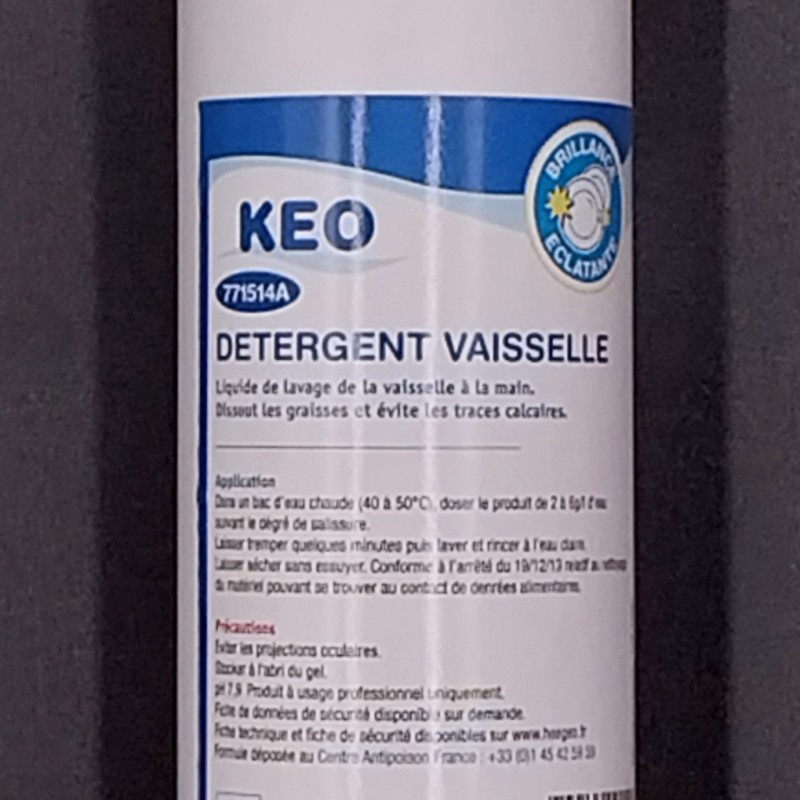 BRILLANCE
ECLATANTE
KEO
771514A
DETERGENT VAISSELLE
Liquide de lavage de la vaisselle à la main.
Dissout les graisses et évite les traces calcaires.
Application
Dans un bac d'eau chaude (40 à 50°C), doser le produit de 2 à 6g/l d'eau
suivant le dégré de salissure.
Laisser tremper quelques minutes puis laver et rincer à l'eau claire.
Laisser sécher sans essuyer. Conforme à l'arrêté du 19/12/13 relatif au nettoyage
du matériel pouvant se trouver au contact de denrées alimentaires.
Précautions
Eviter les projections oculaires.
Stocker à l'abri du gel.
pH 7,9 Produit à usage professionnel uniquement.
Fiche de données de sécurité disponible sur demande.
Fiche technique et fiche de sécurité disponibles sur
Formule déposée au Centre Antipoison France : +33 (0)1 45 42 59 59